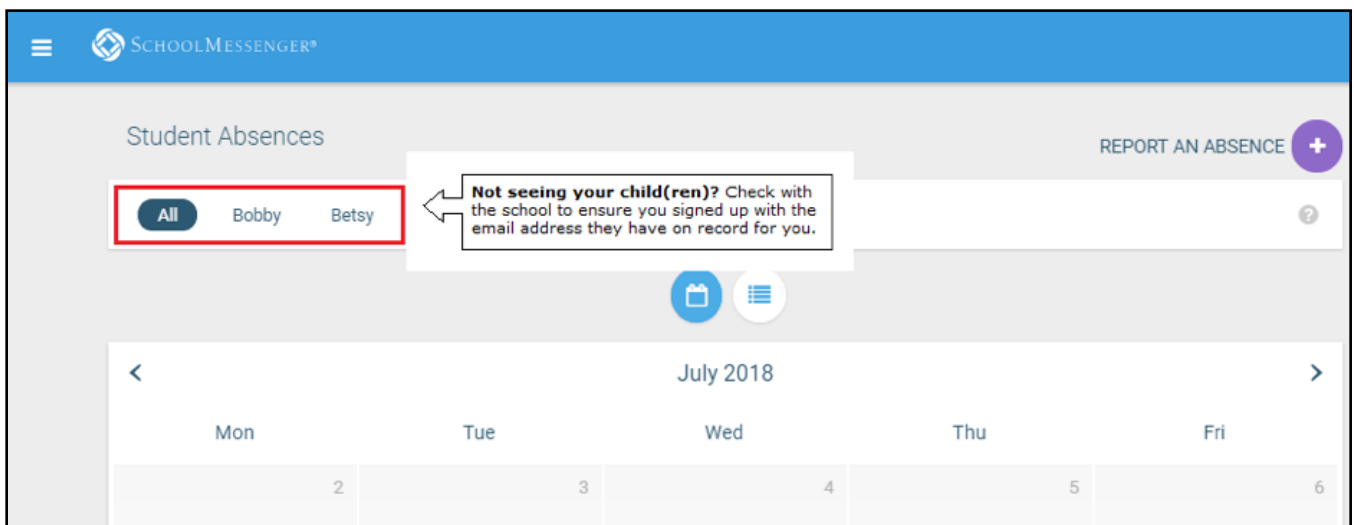 SCHOOLMESSENGER®
Student Absences
REPORT AN ABSENCE
All Bobby Betsy
Not seeing your child(ren)? Check with
the school to ensure you signed up with the
email address they have on record for you.
July 2018
Mon Tue Wed Thu Fri
2 3 4 5 6